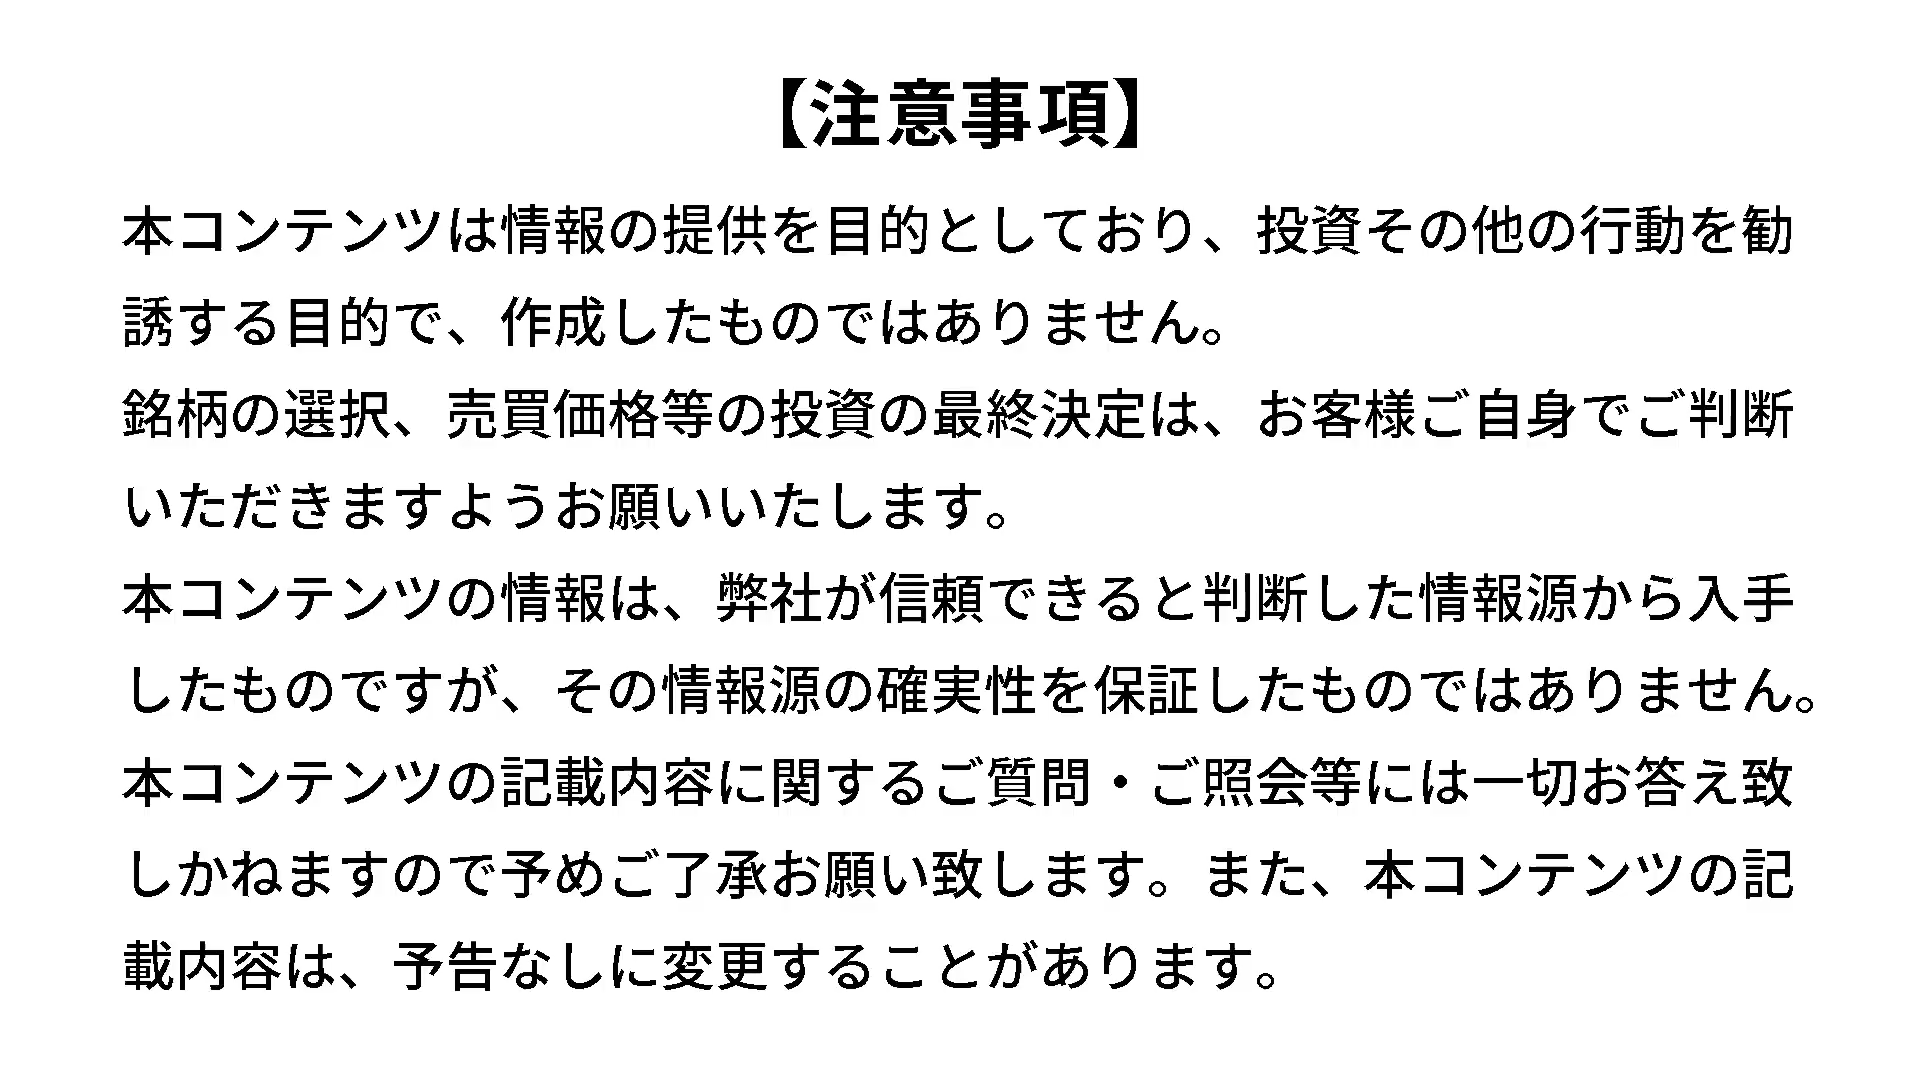 【注意事項】
本コンテンツは情報の提供を目的としており、投資その他の行動を勧
誘する目的で、作成したものではありません。
銘柄の選択、売買価格等の投資の最終決定は、お客様ご自身でご判断
いただきますようお願いいたします。
本コンテンツの情報は、弊社が信頼できると判断した情報源から入手
したものですが、その情報源の確実性を保証したものではありません。
本コンテンツの記載内容に関するご質問・ご照会等には一切お答え致
しかねますので予めご了承お願い致します。また、本コンテンツの記
載内容は、予告なしに変更することがあります。